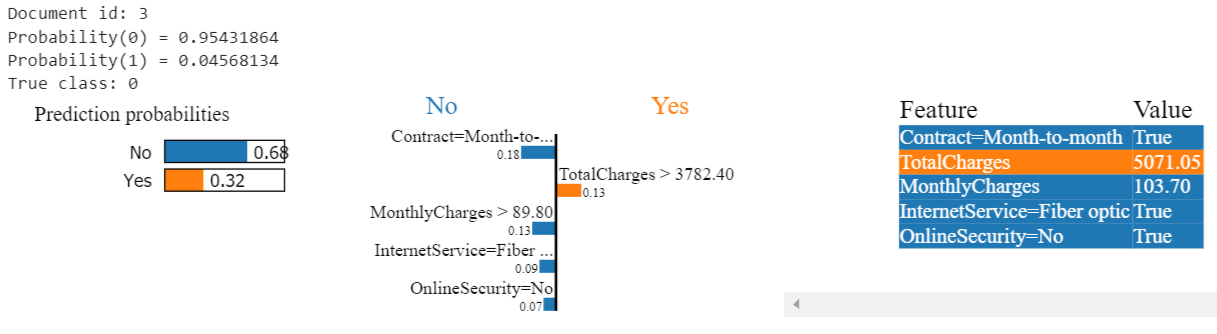 Document id: 3
Probability(0) = 0.95431864
Probability(1) = 0.04568134
True class: 0
Prediction probabilities
No 0.68
Yes 0.32
No Yes
Contract=Month-to-...
0.18
TotalCharges > 3782.40
0.13
MonthlyCharges > 89.80
0.13
InternetService=Fiber ...
0.09
OnlineSecurity=No
0.07
Feature Value
Contract=Month-to-month True
TotalCharges 5071.05
MonthlyCharges 103.70
InternetService=Fiber optic True
OnlineSecurity=No True